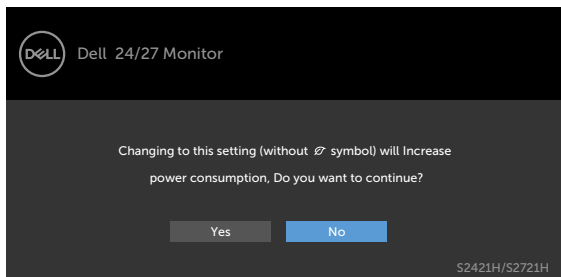 DELL
Dell 24/27 Monitor
Changing to this setting (without symbol) will Increase
power consumption, Do you want to continue?
Yes
No
S2421H/S2721H